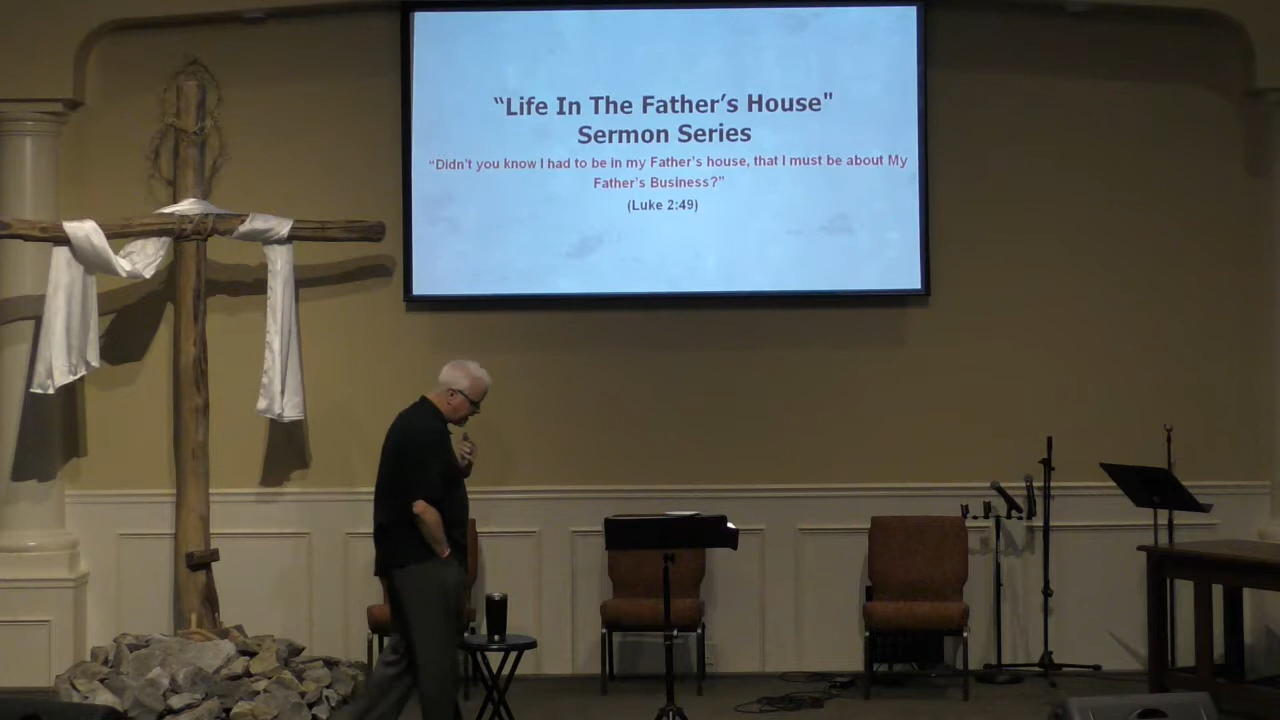 “Life In The Father’s House"
Sermon Series
“Didn’t you know I had to be in my Father’s house, that I must be about My
Father’s Business?”
(Luke 2:49)